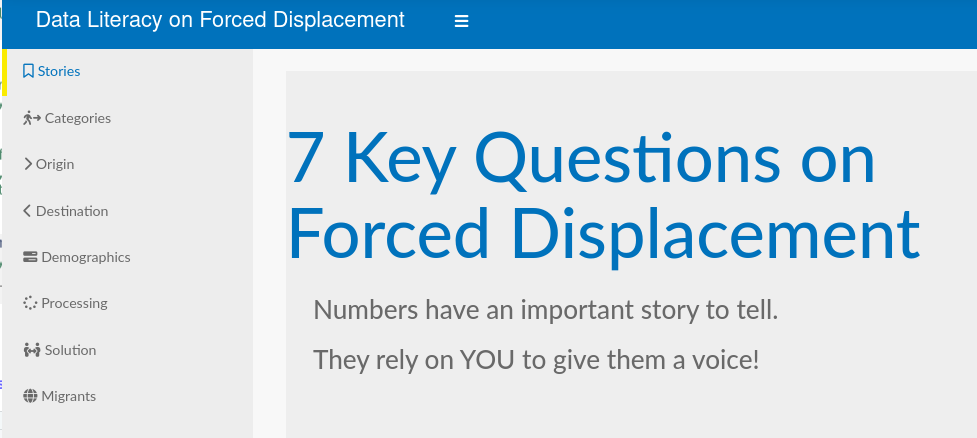 Data Literacy on Forced Displacement
Stories
Categories
Origin
Destination
Demographics
Processing
Solution
Migrants
7 Key Questions on
Forced Displacement
Numbers have an important story to tell.
They rely on YOU to give them a voice!